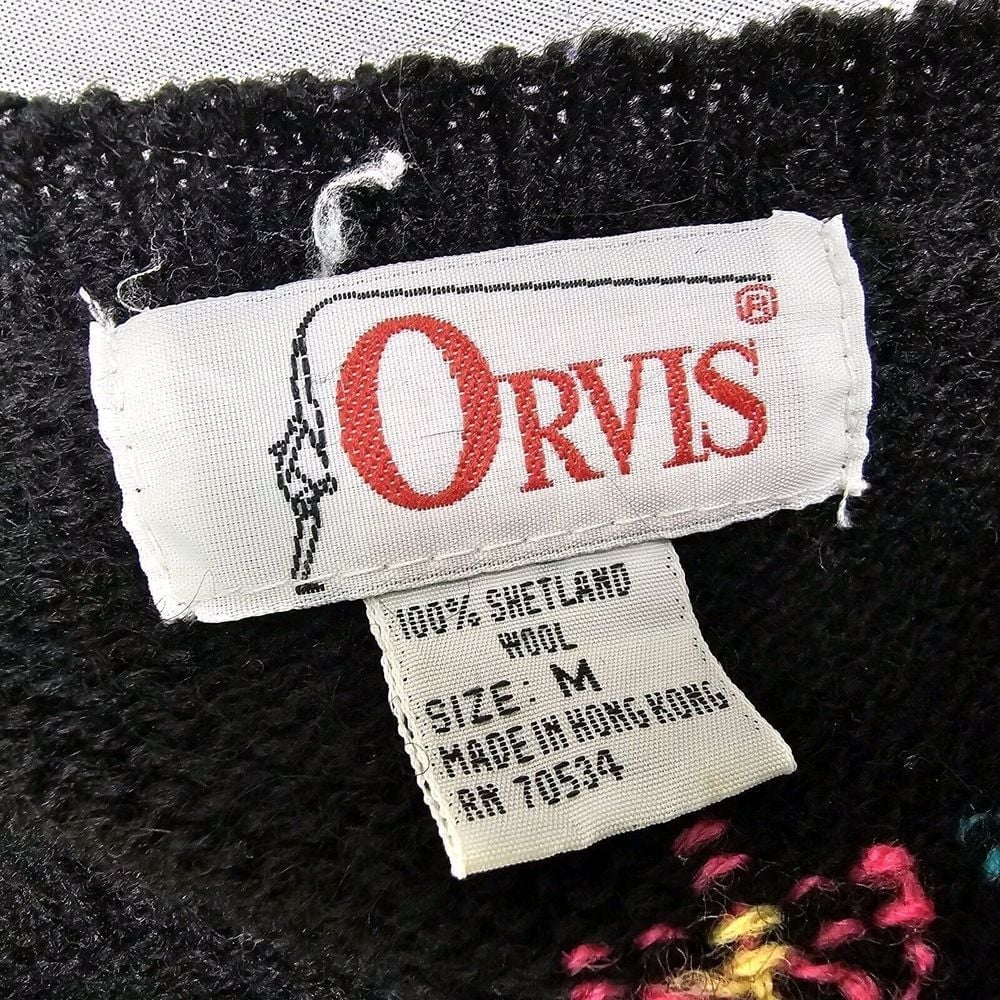 ORVIS®
100% SHETLAND
WOOL
SIZE: M
MADE IN HONG KONG
RN 70534